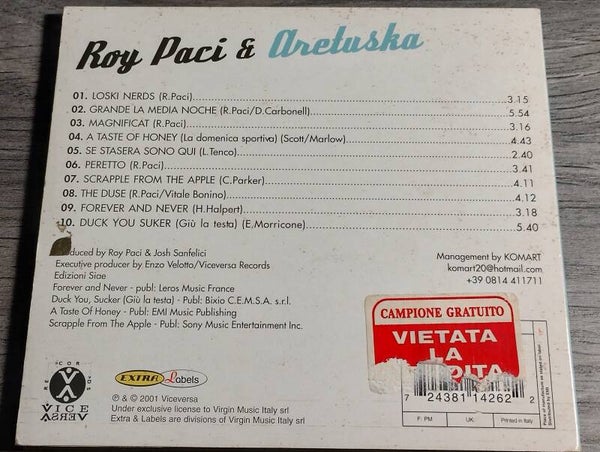 Roy Paci & Aretuska
01. LOSKI NERDS (R.Paci)..........3.15
02. GRANDE LA MEDIA NOCHE (R.Paci/D.Carbonell)..........5.54
03. MAGNIFICAT (R.Paci)..........3.16
04. A TASTE OF HONEY (La domenica sportiva) (Scott/Marlow)..........4.43
05. SE STASERA SONO QUI (L.Tenco)..........2.40
06. PERETTO (R.Paci)..........3.41
07. SCRAPPLE FROM THE APPLE (C.Parker)..........4.11
08. THE DUSE (R.Paci/Vitale Bonino)..........4.12
09. FOREVER AND NEVER (H.Halpert)..........3.18
10. DUCK YOU SUKER (Giù la testa) (E.Morricone)..........5.40
oduced by Roy Paci & Josh Sanfelici
Executive producer by Enzo Velotto/Viceversa Records
Edizioni Siae
Forever and Never - publ: Leros Music France
Duck You, Sucker (Giù la testa) - Publ: Bixio C.E.M.S.A. s.r.l.
A Taste Of Honey - Publ: EMI Music Publishing
Scrapple From The Apple - Publ: Sony Music Entertainment Inc.
Management by KOMART
komart20@hotmail.com
+39 0814 411711
CAMPIONE GRATUITO
VIETATA
LA
DITA
7 24381 14262 2
F: PM
UK:
Printed in Italy
VICE
VERSA
EXTRA Labels
℗ & © 2001 Viceversa
Under exclusive license to Virgin Music Italy srl
Extra & Labels are divisions of Virgin Music Italy srl